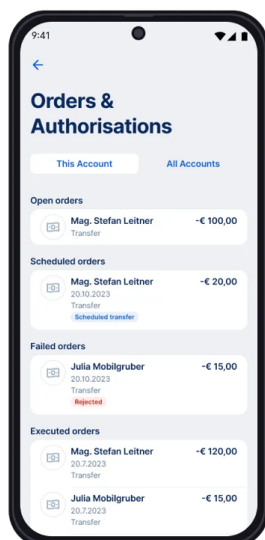 9:41
Orders &
Authorisations
This Account All Accounts
Open orders
Mag. Stefan Leitner -€ 100,00
Transfer
Scheduled orders
Mag. Stefan Leitner -€ 20,00
20.10.2023
Transfer
Scheduled transfer
Failed orders
Julia Mobilgruber -€ 15,00
20.10.2023
Transfer
Rejected
Executed orders
Mag. Stefan Leitner -€ 120,00
20.7.2023
Transfer
Julia Mobilgruber -€ 15,00
20.7.2023
Transfer